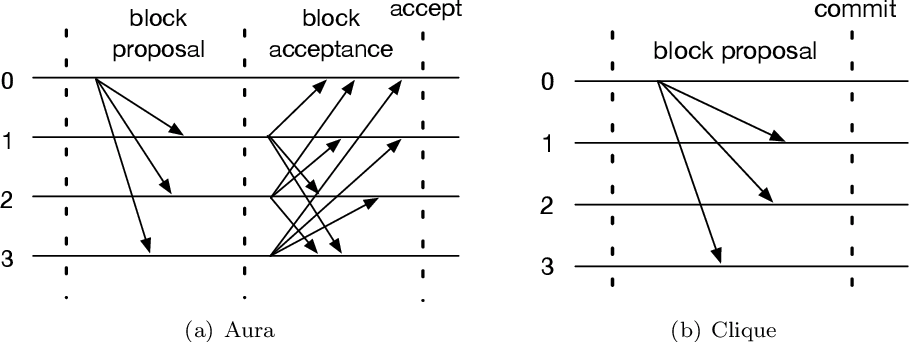 block
proposal
block
acceptance
accept
0
1
2
3
(a) Aura
commit
block proposal
0
1
2
3
(b) Clique